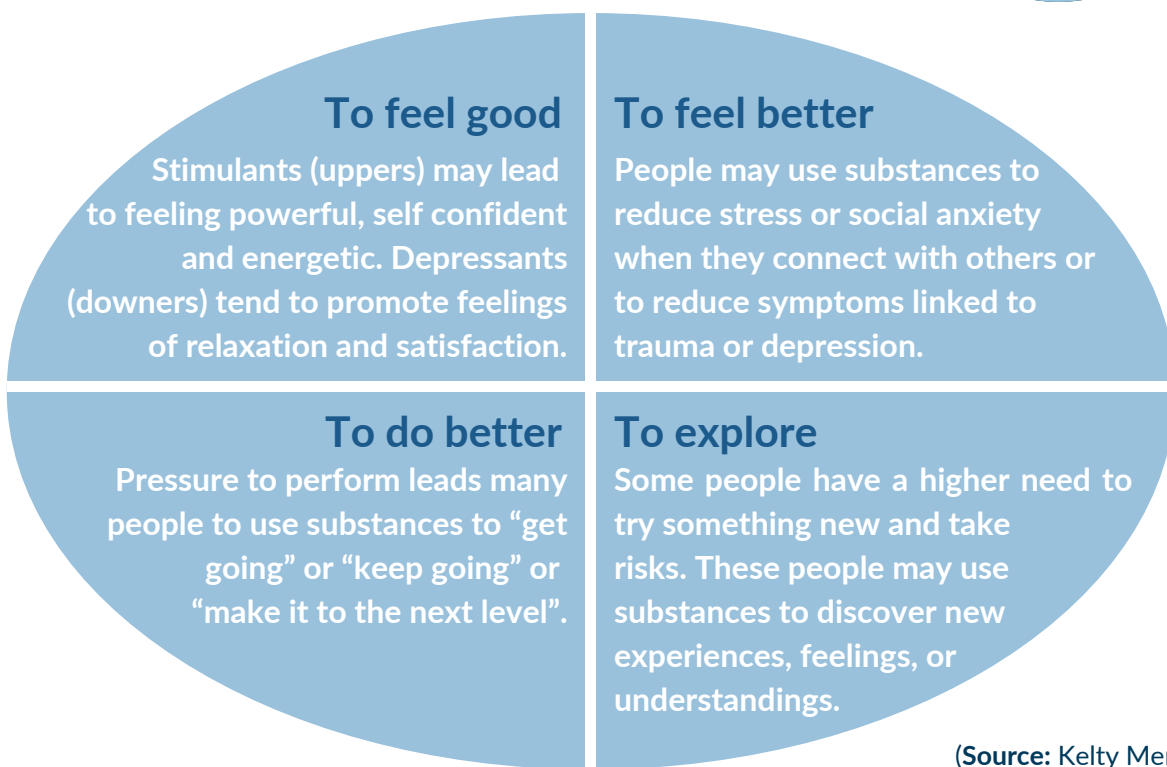 To feel good
Stimulants (uppers) may lead
to feeling powerful, self confident
and energetic. Depressants
(downers) tend to promote feelings
of relaxation and satisfaction.
To feel better
People may use substances to
reduce stress or social anxiety
when they connect with others or
to reduce symptoms linked to
trauma or depression.
To do better
Pressure to perform leads many
people to use substances to “get
going” or “keep going” or
“make it to the next level”.
To explore
Some people have a higher need to
try something new and take
risks. These people may use
substances to discover new
experiences, feelings, or
understandings.
(Source: Kelty